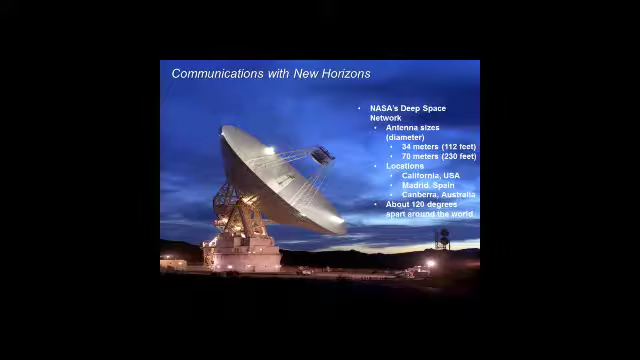 Communications with New Horizons
• NASA's Deep Space
Network
• Antenna sizes
(diameter)
• 34 meters (112 feet)
• 70 meters (230 feet)
• Locations
• California, USA
• Madrid, Spain
• Canberra, Australia
• About 120 degrees
apart around the world